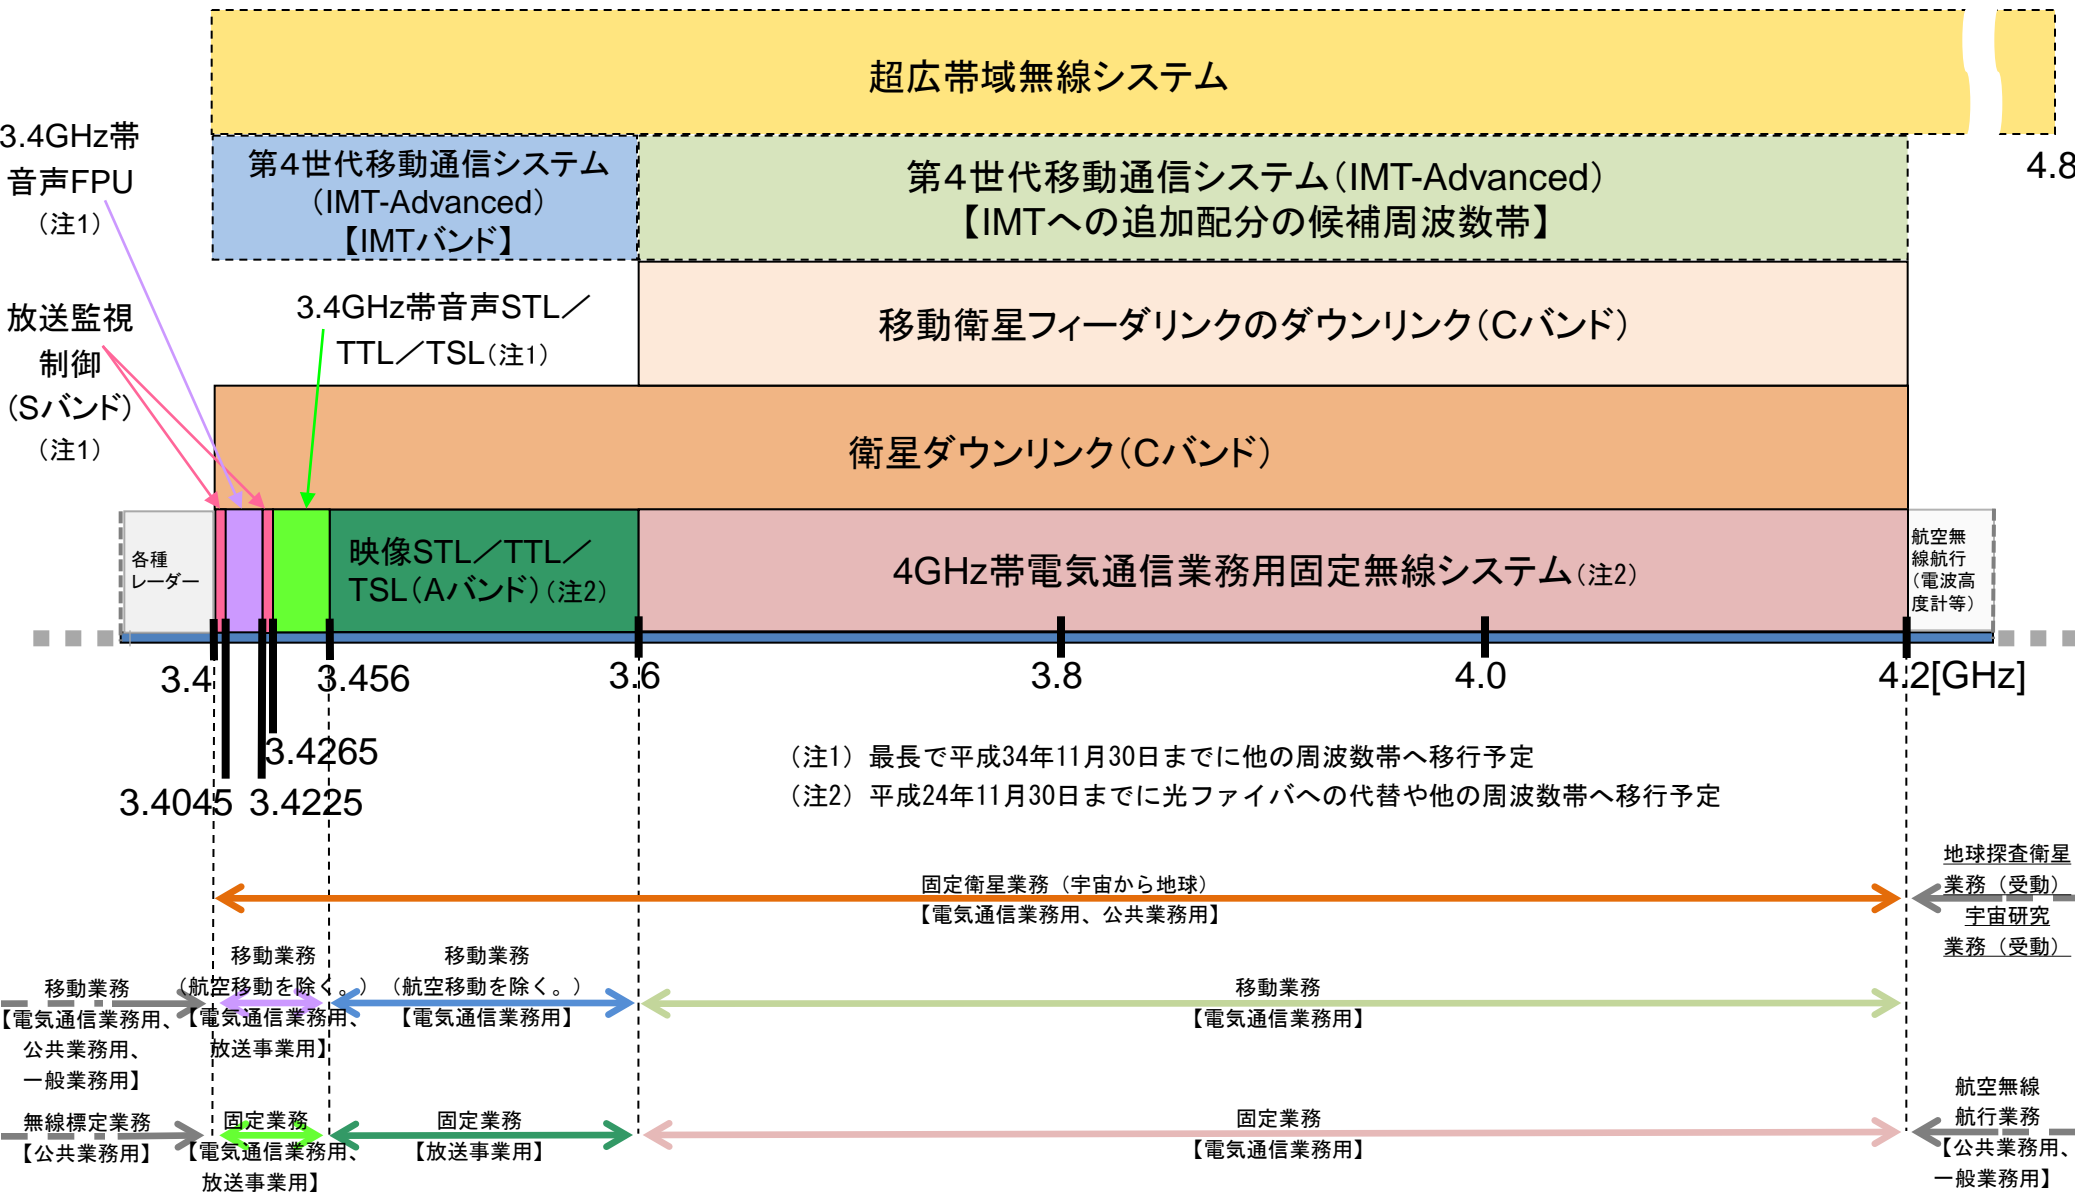 超広帯域無線システム
3.4GHz帯
音声FPU
（注1）
第４世代移動通信システム
（IMT-Advanced）
【IMTバンド】
第４世代移動通信システム（IMT-Advanced）
【IMTへの追加配分の候補周波数帯】
4.8
放送監視
制御
（Sバンド）
（注1）
3.4GHz帯音声STL／
TTL／TSL（注1）
移動衛星フィーダリンクのダウンリンク（Cバンド）
衛星ダウンリンク（Cバンド）
各種
レーダー
映像STL／TTL／
TSL（Aバンド）（注2）
4GHz帯電気通信業務用固定無線システム（注2）
航空無
線航行
（電波高
度計等）
3.4
3.456
3.6
3.8
4.0
4.2[GHz]
3.4265
3.4045
3.4225
（注1）最長で平成34年11月30日までに他の周波数帯へ移行予定
（注2）平成24年11月30日までに光ファイバへの代替や他の周波数帯へ移行予定
固定衛星業務（宇宙から地球）
【電気通信業務用、公共業務用】
地球探査衛星
業務（受動）
宇宙研究
業務（受動）
移動業務
【電気通信業務用、
公共業務用、
一般業務用】
移動業務
（航空移動を除く。）
【電気通信業務用、
放送事業用】
移動業務
（航空移動を除く。）
【電気通信業務用】
移動業務
【電気通信業務用】
無線標定業務
【公共業務用】
固定業務
【電気通信業務用、
放送事業用】
固定業務
【放送事業用】
固定業務
【電気通信業務用】
航空無線
航行業務
【公共業務用、
一般業務用】